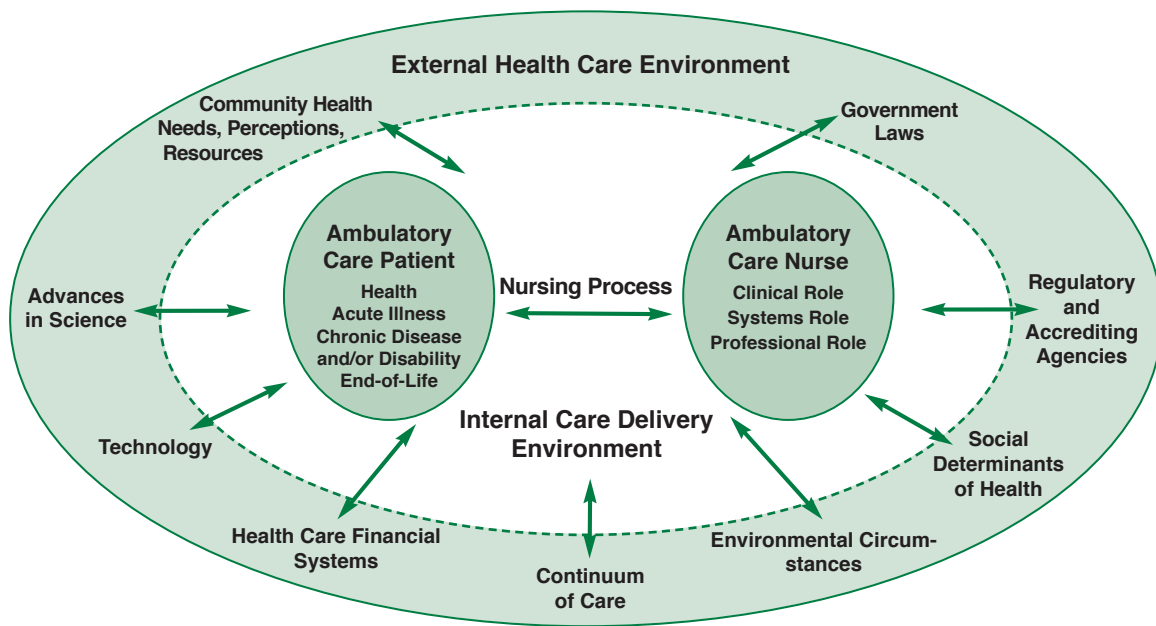 External Health Care Environment
Community Health
Needs, Perceptions,
Resources
Government
Laws
Ambulatory
Care Patient
Health
Acute Illness
Chronic Disease
and/or Disability
End-of-Life
Nursing Process
Ambulatory
Care Nurse
Clinical Role
Systems Role
Professional Role
Advances
in Science
Regulatory
and
Accrediting
Agencies
Internal Care Delivery
Environment
Technology
Social
Determinants
of Health
Health Care Financial
Systems
Environmental Circum-
stances
Continuum
of Care